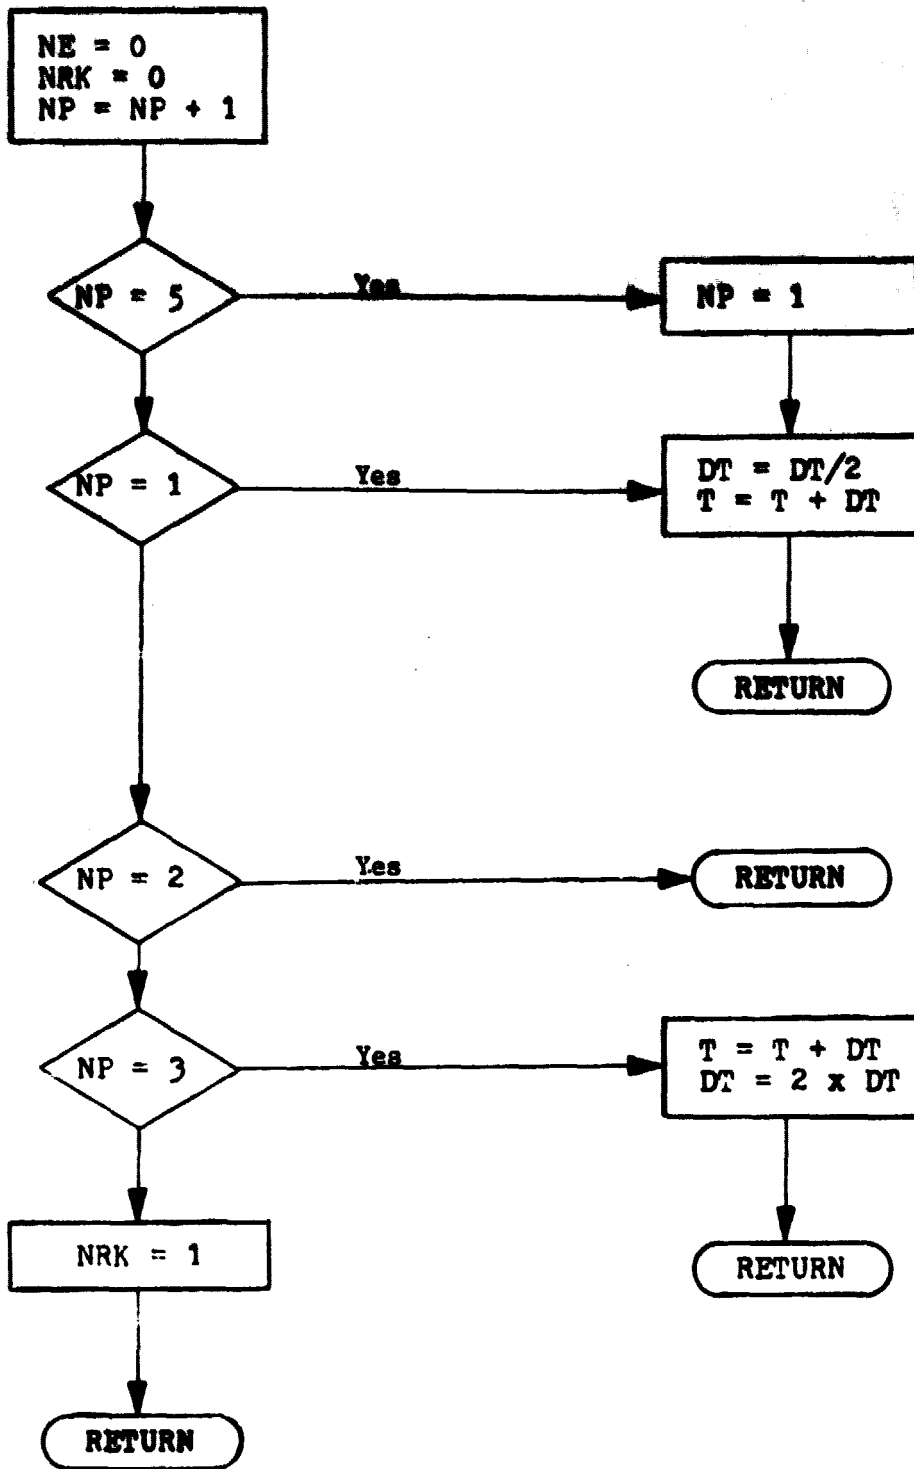 NE = 0
NRK = 0
NP = NP + 1
NP = 5
Yes
NP = 1
NP = 1
Yes
DT = DT/2
T = T + DT
RETURN
NP = 2
Yes
RETURN
NP = 3
Yes
T = T + DT
DT = 2 x DT
NRK = 1
RETURN
RETURN